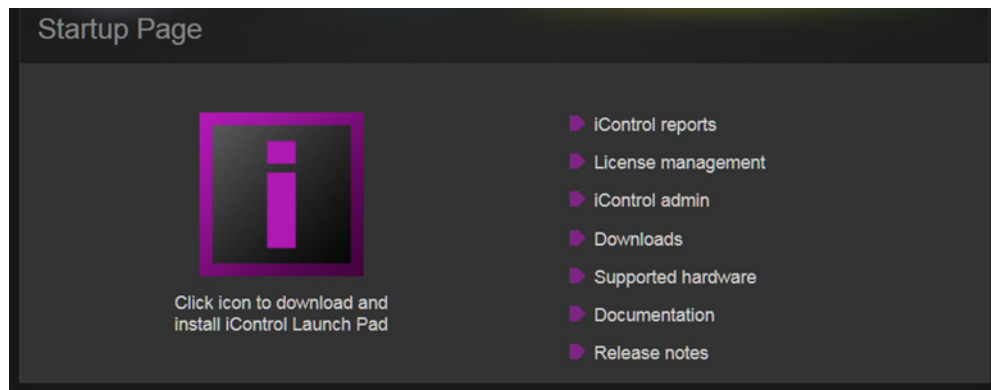 Startup Page
Click icon to download and
install iControl Launch Pad
iControl reports
License management
iControl admin
Downloads
Supported hardware
Documentation
Release notes